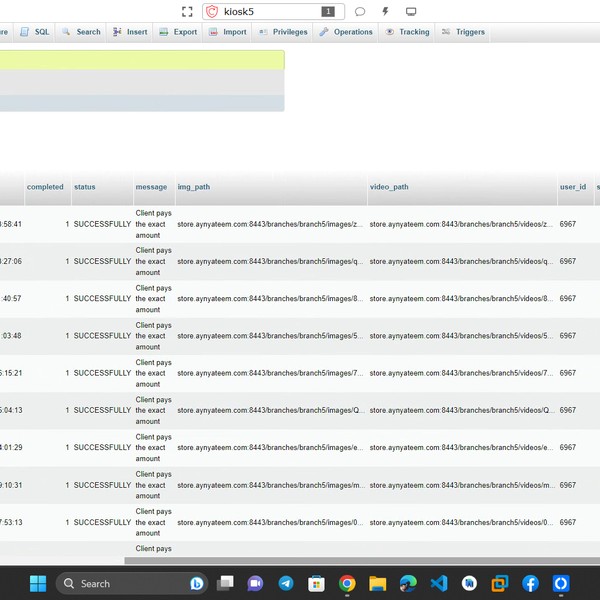 kiosk5 1
SQL Search Insert Export Import Privileges Operations Tracking Triggers
completed status message img_path video_path user_id
:58:41 1 SUCCESSFULLY Client pays the exact amount store.aynyateem.com:8443/branches/branch5/images/z... store.aynyateem.com:8443/branches/branch5/videos/z... 6967
:27:06 1 SUCCESSFULLY Client pays the exact amount store.aynyateem.com:8443/branches/branch5/images/q... store.aynyateem.com:8443/branches/branch5/videos/q... 6967
:40:57 1 SUCCESSFULLY Client pays the exact amount store.aynyateem.com:8443/branches/branch5/images/8... store.aynyateem.com:8443/branches/branch5/videos/8... 6967
:03:48 1 SUCCESSFULLY Client pays the exact amount store.aynyateem.com:8443/branches/branch5/images/5... store.aynyateem.com:8443/branches/branch5/videos/5... 6967
:15:21 1 SUCCESSFULLY Client pays the exact amount store.aynyateem.com:8443/branches/branch5/images/7... store.aynyateem.com:8443/branches/branch5/videos/7... 6967
:04:13 1 SUCCESSFULLY Client pays the exact amount store.aynyateem.com:8443/branches/branch5/images/Q... store.aynyateem.com:8443/branches/branch5/videos/Q... 6967
:01:29 1 SUCCESSFULLY Client pays the exact amount store.aynyateem.com:8443/branches/branch5/images/e... store.aynyateem.com:8443/branches/branch5/videos/e... 6967
:10:31 1 SUCCESSFULLY Client pays the exact amount store.aynyateem.com:8443/branches/branch5/images/m... store.aynyateem.com:8443/branches/branch5/videos/m... 6967
:53:13 1 SUCCESSFULLY Client pays the exact amount store.aynyateem.com:8443/branches/branch5/images/0... store.aynyateem.com:8443/branches/branch5/videos/0... 6967
Client pays
Search